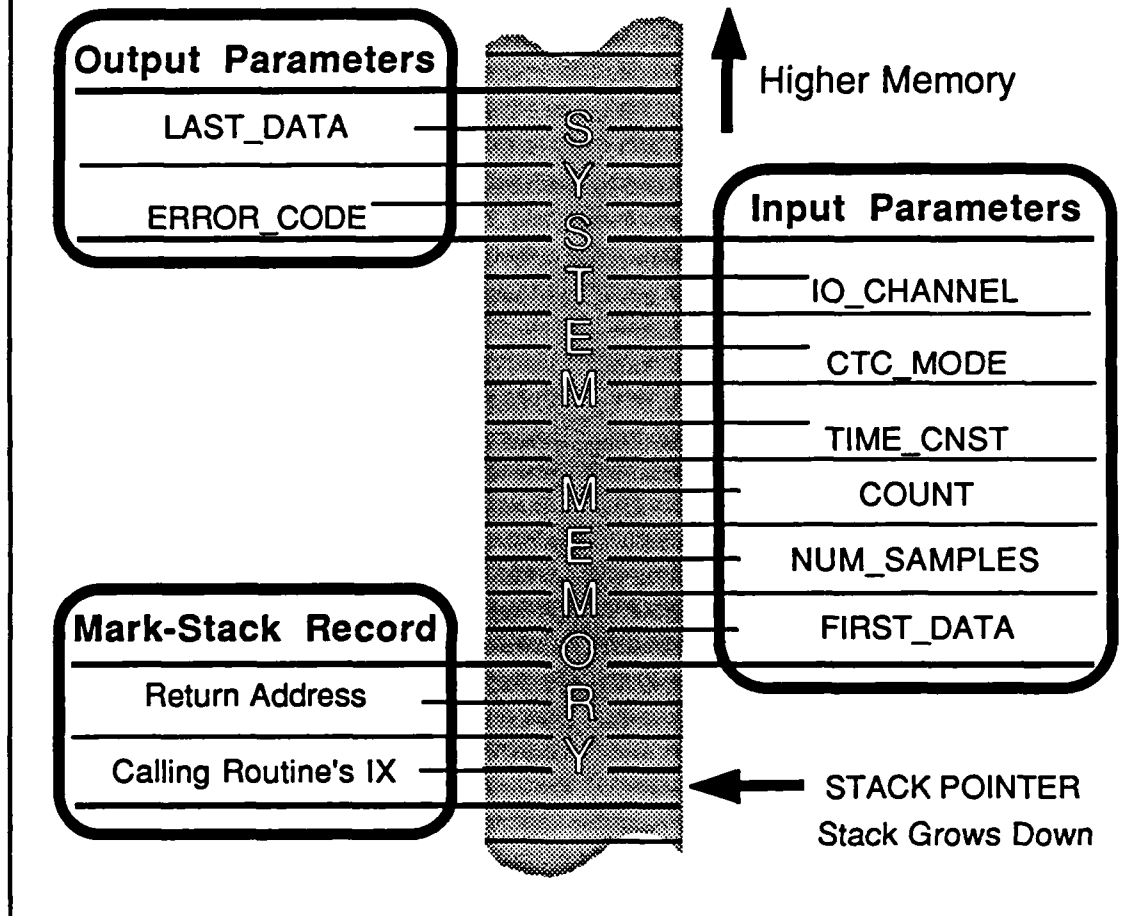 Output Parameters
LAST_DATA
ERROR_CODE
SYSTEM MEMORY
Higher Memory
Input Parameters
IO_CHANNEL
CTC_MODE
TIME_CNST
COUNT
NUM_SAMPLES
FIRST_DATA
Mark-Stack Record
Return Address
Calling Routine's IX
STACK POINTER
Stack Grows Down